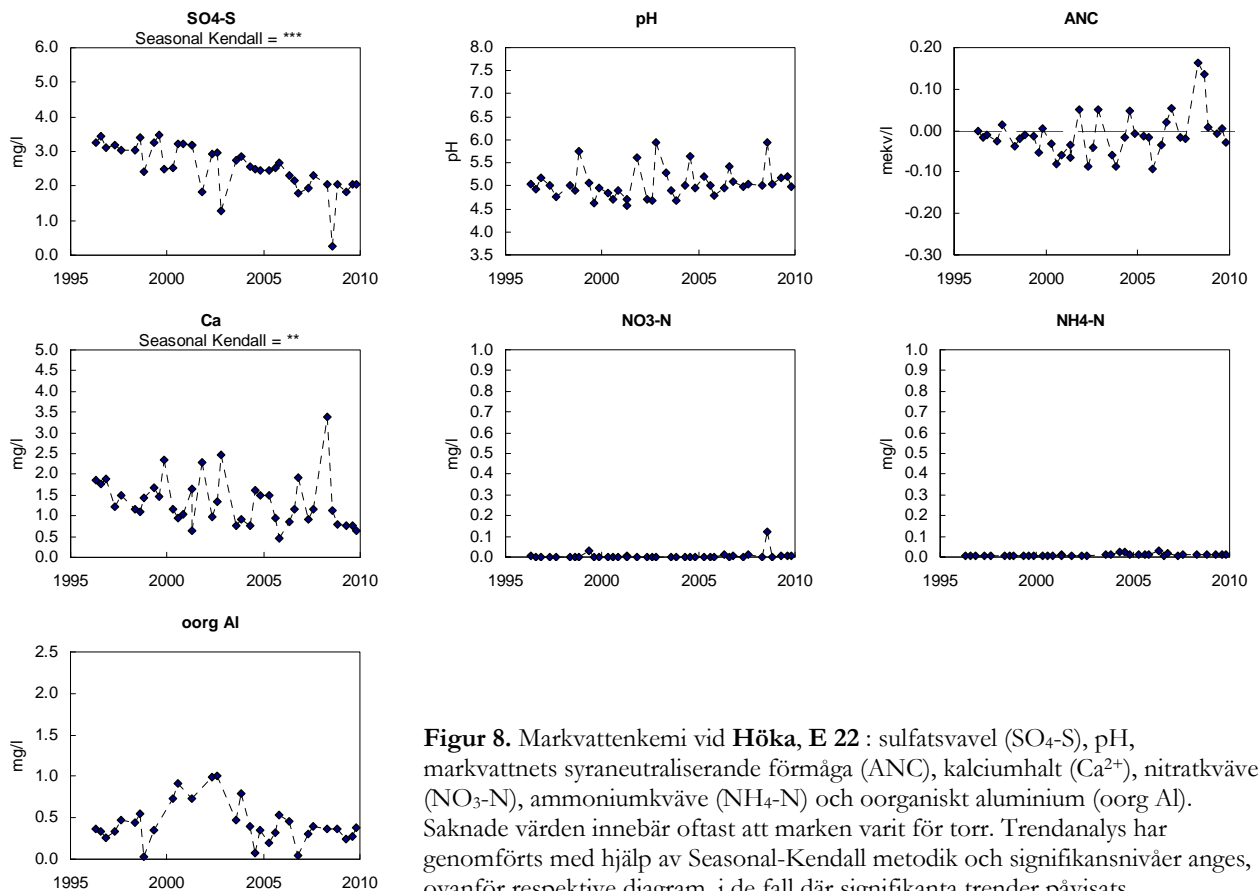 SO4-S
Seasonal Kendall = ***
6.0
5.0
4.0
3.0
2.0
1.0
0.0
mg/l
1995 2000 2005 2010
pH
8.0
7.5
7.0
6.5
6.0
5.5
5.0
4.5
4.0
3.5
pH
1995 2000 2005 2010
ANC
0.20
0.10
0.00
-0.10
-0.20
-0.30
mekv/l
1995 2000 2005 2010
Ca
Seasonal Kendall = **
5.0
4.5
4.0
3.5
3.0
2.5
2.0
1.5
1.0
0.5
0.0
mg/l
1995 2000 2005 2010
NO3-N
1.0
0.9
0.8
0.7
0.6
0.5
0.4
0.3
0.2
0.1
0.0
mg/l
1995 2000 2005 2010
NH4-N
1.0
0.9
0.8
0.7
0.6
0.5
0.4
0.3
0.2
0.1
0.0
mg/l
1995 2000 2005 2010
oorg Al
2.5
2.0
1.5
1.0
0.5
0.0
mg/l
1995 2000 2005 2010
Figur 8. Markvattenkemi vid Höka, E 22 : sulfatsvavel (SO₄-S), pH,
markvattnets syraneutraliserande förmåga (ANC), kalciumhalt (Ca²⁺), nitratkväve
(NO₃-N), ammoniumkväve (NH₄-N) och oorganiskt aluminium (oorg Al).
Saknade värden innebär oftast att marken varit för torr. Trendanalys har
genomförts med hjälp av Seasonal-Kendall metodik och signifikansnivåer anges,
ovanför respektive diagram, i de fall där signifikanta trender påvisats